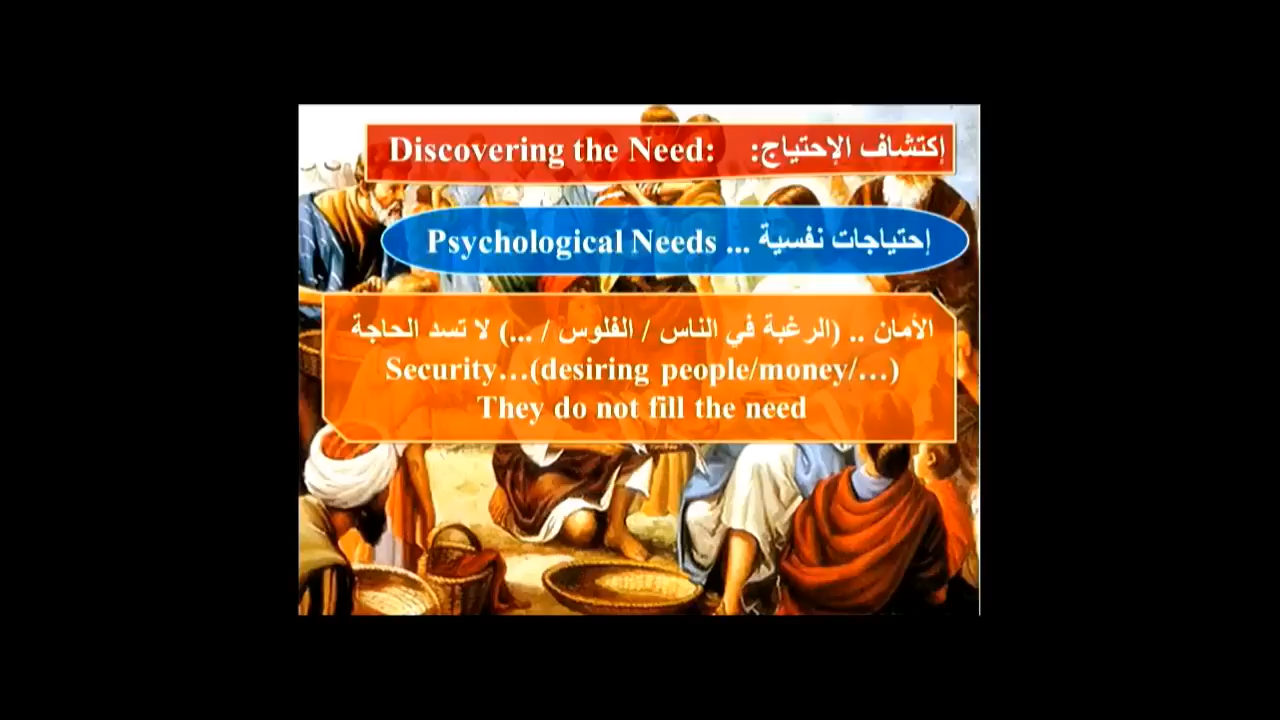 Discovering the Need: إكتشاف الإحتياج:
Psychological Needs ... إحتياجات نفسية
الأمان .. (الرغبة في الناس / الفلوس / ...) لا تسد الحاجة
Security…(desiring people/money/…)
They do not fill the need